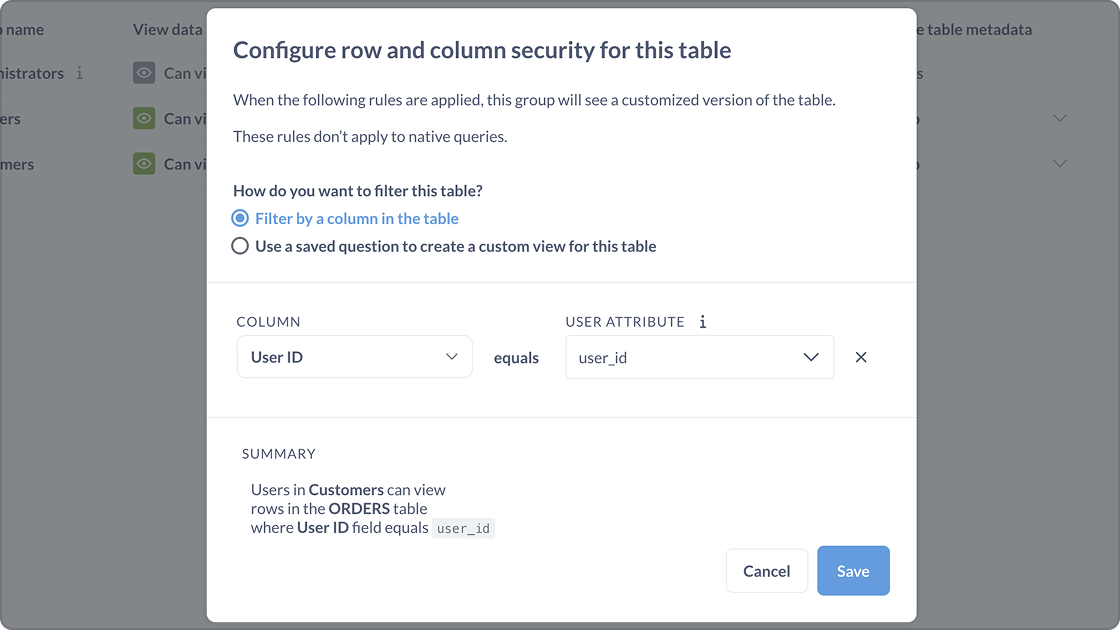 name
View data
e table metadata
Configure row and column security for this table
nistrators i
Can vi
s
When the following rules are applied, this group will see a customized version of the table.
ers
Can vi
These rules don’t apply to native queries.
mers
Can vi
How do you want to filter this table?
Filter by a column in the table
Use a saved question to create a custom view for this table
COLUMN
USER ATTRIBUTE i
User ID
equals
user_id
SUMMARY
Users in Customers can view
rows in the ORDERS table
where User ID field equals user_id
Cancel
Save